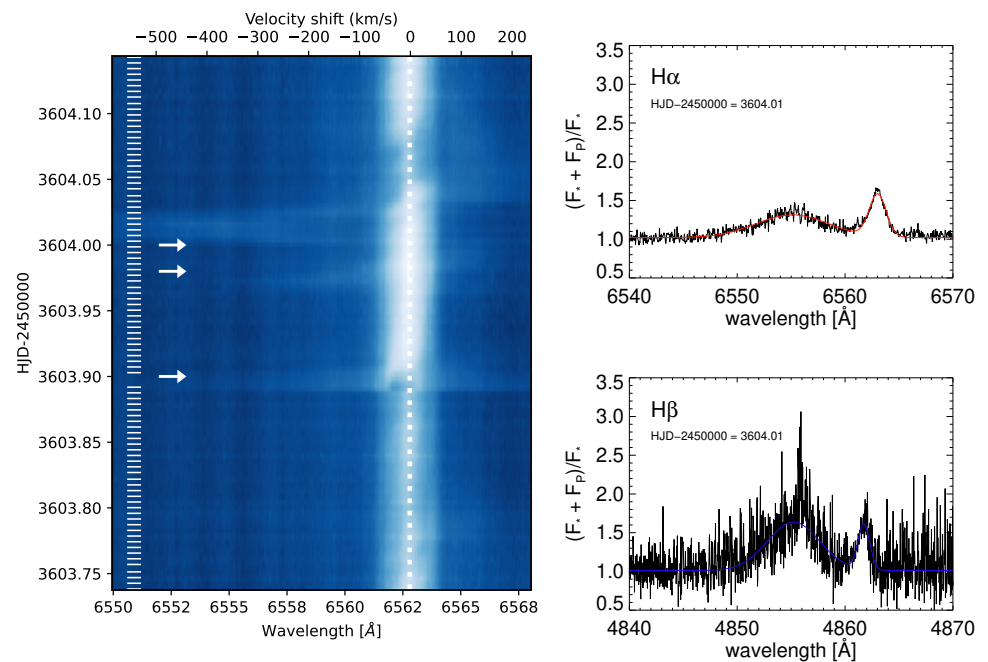 Velocity shift (km/s)
−500 −400 −300 −200 −100 0 100 200
HJD-2450000
3604.10
3604.05
3604.00
3603.95
3603.90
3603.85
3603.80
3603.75
6550 6552 6555 6558 6560 6562 6565 6568
Wavelength [Å]
Hα
HJD−2450000 = 3604.01
(F⋆ + Fₚ)/F⋆
3.5
3.0
2.5
2.0
1.5
1.0
0.5
6540 6550 6560 6570
wavelength [Å]
Hβ
HJD−2450000 = 3604.01
(F⋆ + Fₚ)/F⋆
3.5
3.0
2.5
2.0
1.5
1.0
0.5
4840 4850 4860 4870
wavelength [Å]